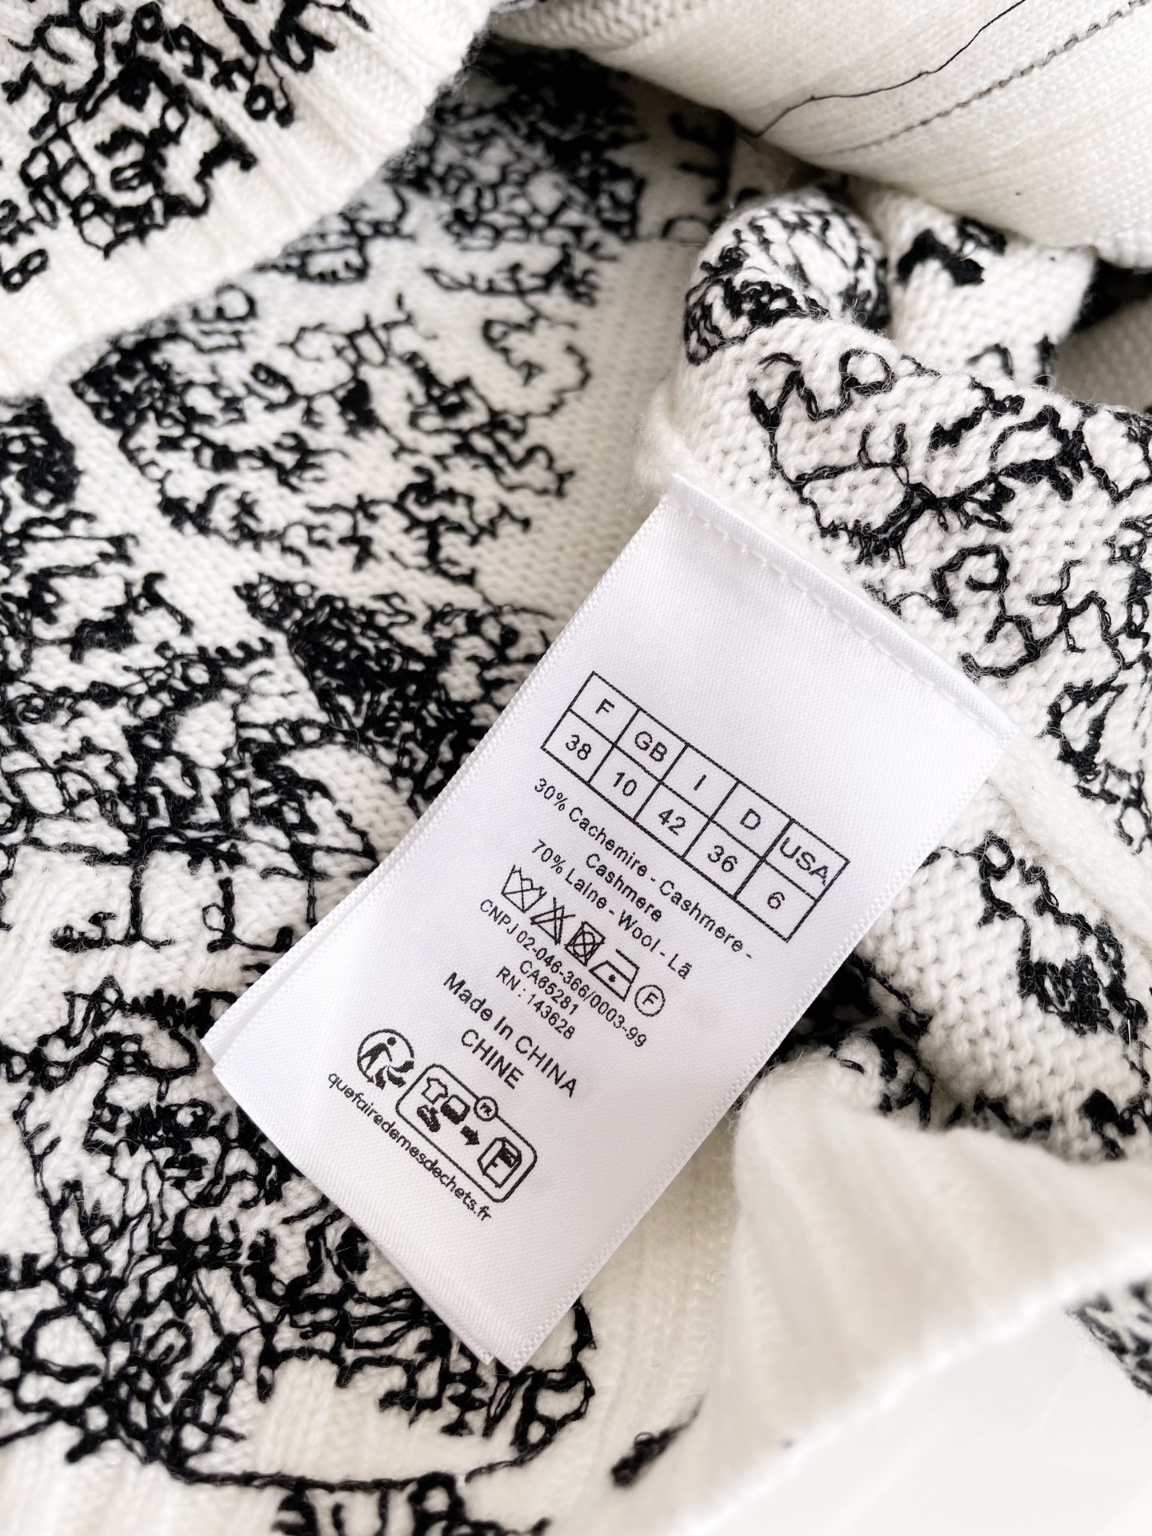 F GB I D USA
38 10 42 36 6
30% Cachemire - Cashmere -
Cashmere
70% Laine - Wool - Lã
F
CNPJ 02-046-366/0003-99
CA65281
RN : 143628
Made In CHINA
CHINE
FR
quefairedemesdechets.fr